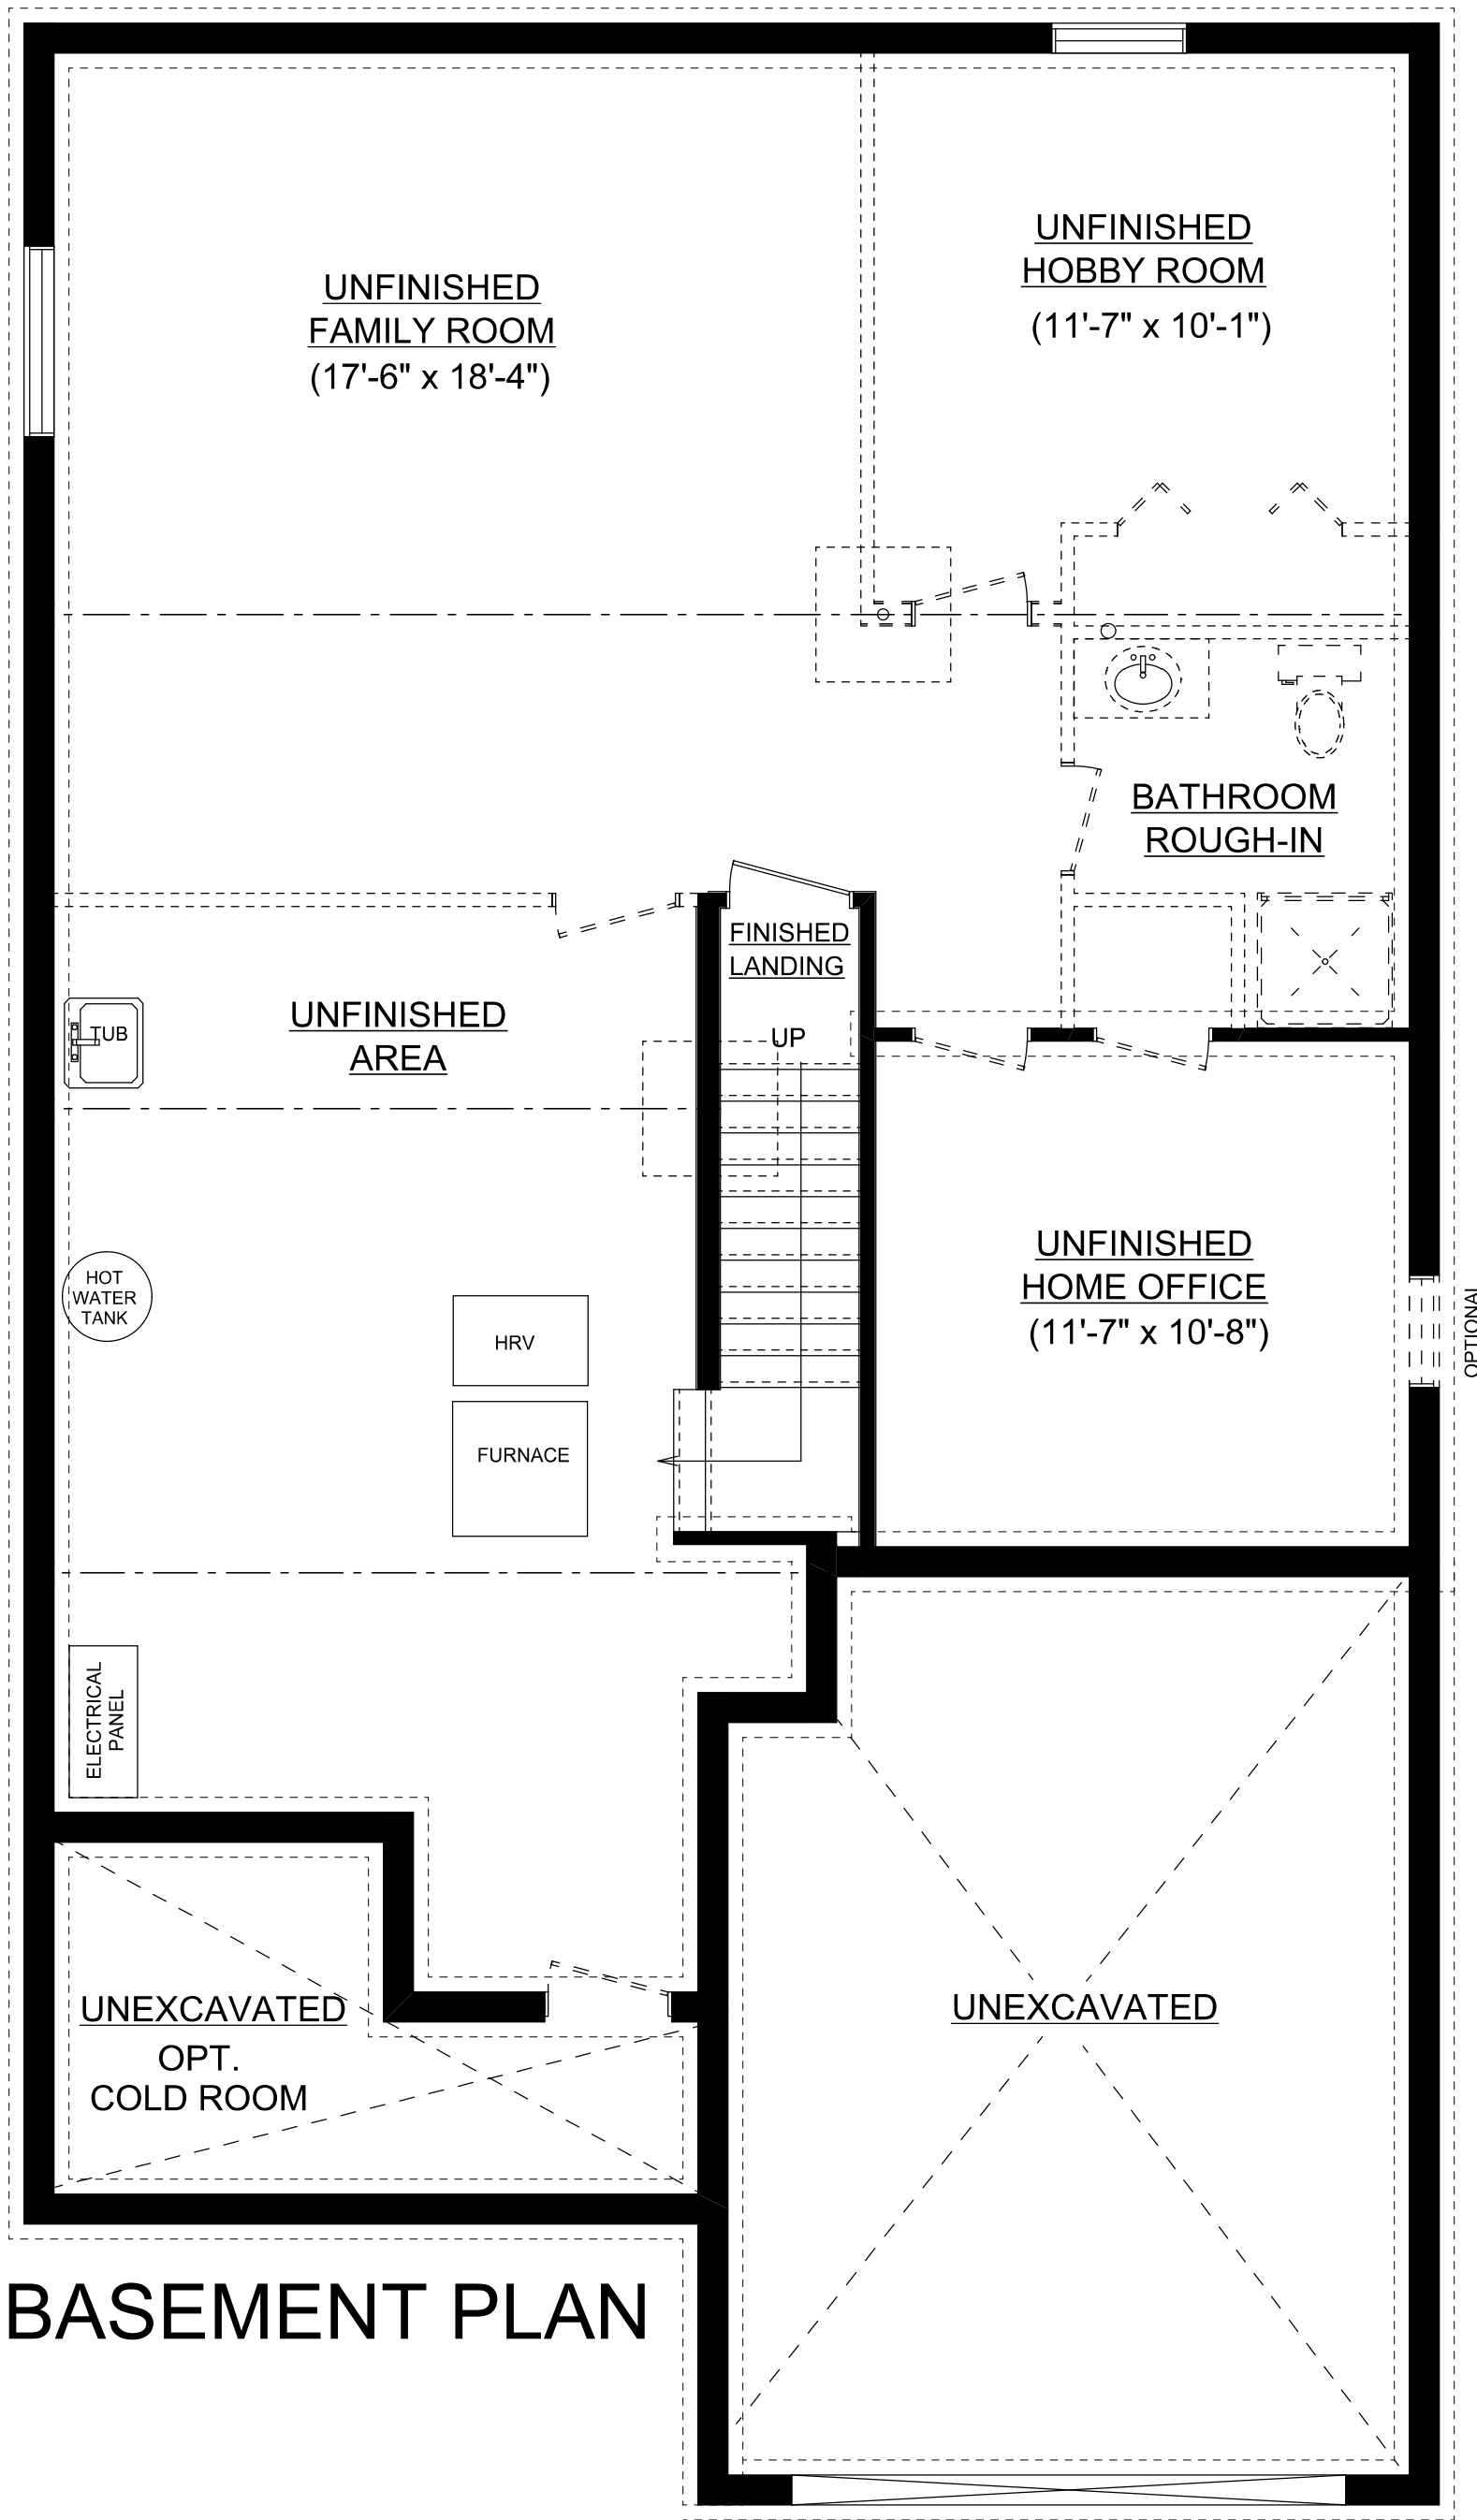 UNFINISHED
FAMILY ROOM
(17'-6" x 18'-4")
UNFINISHED
HOBBY ROOM
(11'-7" x 10'-1")
BATHROOM
ROUGH-IN
FINISHED
LANDING
UP
UNFINISHED
AREA
TUB
HOT
WATER
TANK
HRV
FURNACE
UNFINISHED
HOME OFFICE
(11'-7" x 10'-8")
OPTIONAL
ELECTRICAL
PANEL
UNEXCAVATED
OPT.
COLD ROOM
UNEXCAVATED
BASEMENT PLAN